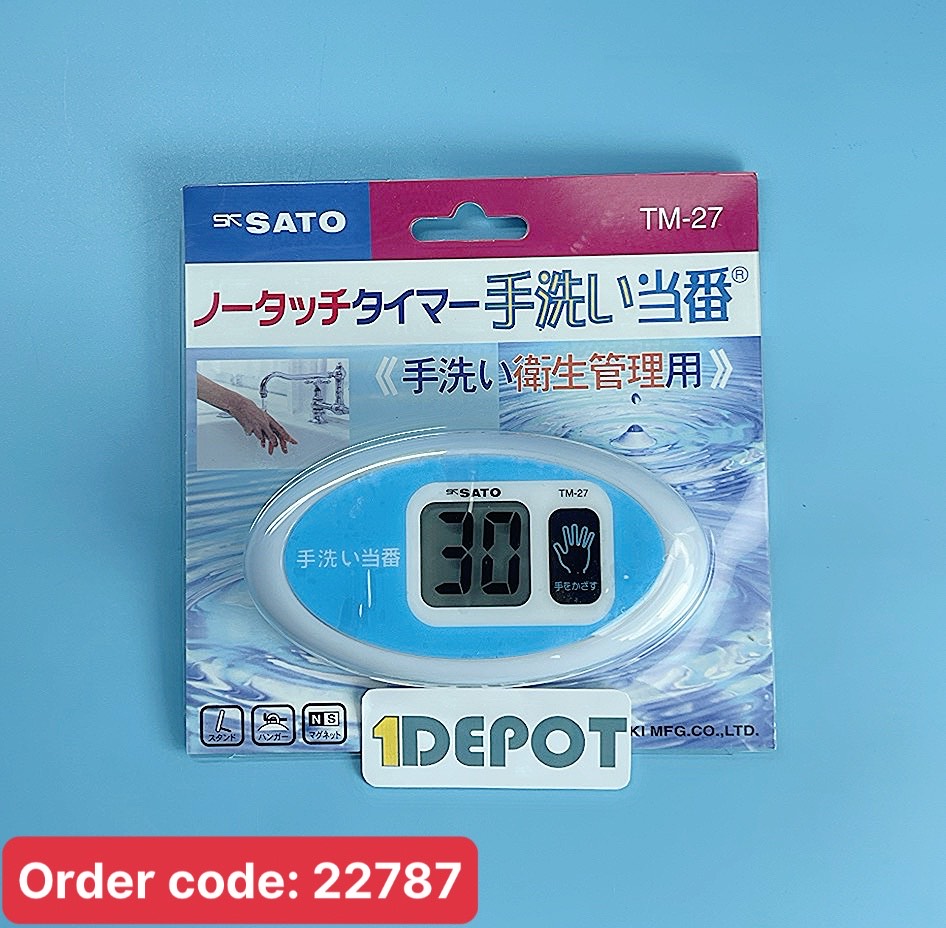 SK SATO
TM-27
ノータッチタイマー手洗い当番®
《手洗い衛生管理用》
SK SATO
TM-27
手洗い当番
30
手をかざす
スタンド
ハンガー
N S
マグネット
1DEPOT
KI MFG.CO.,LTD.
Order code: 22787